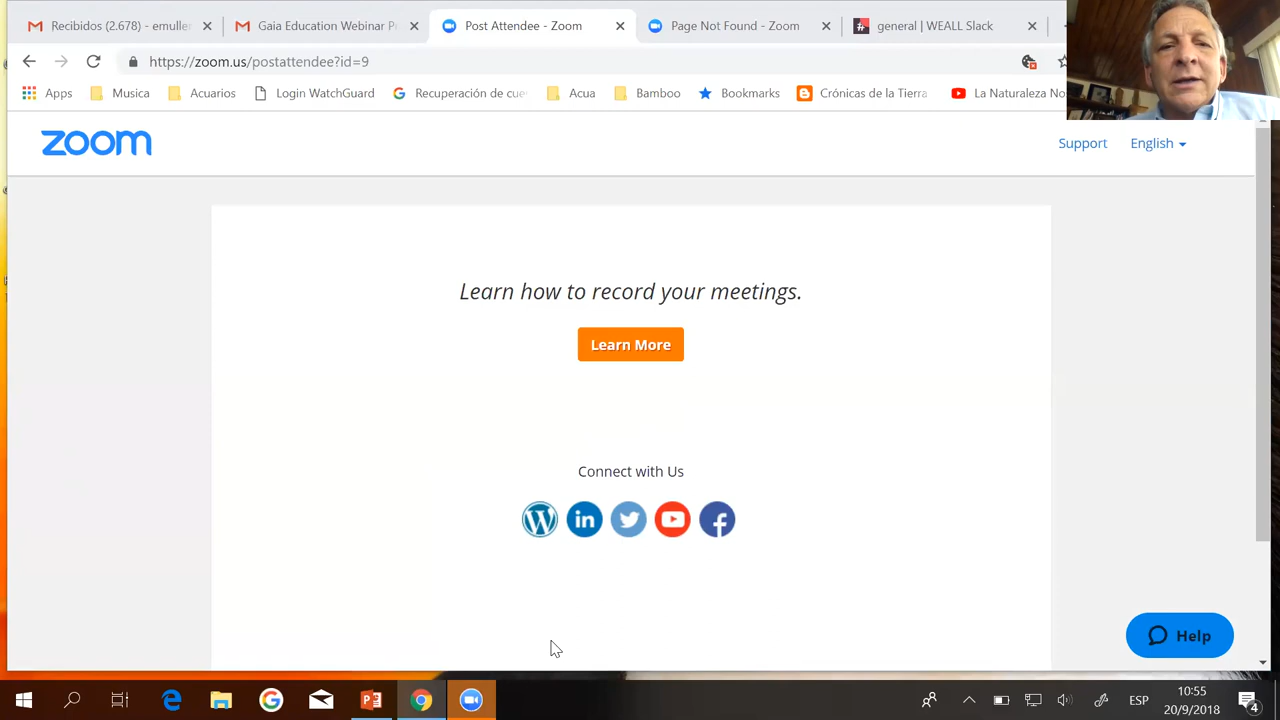 Recibidos (2.678) - emuller
Gaia Education Webinar P
Post Attendee - Zoom
Page Not Found - Zoom
general | WEALL Slack
https://zoom.us/postattendee?id=9
Apps Musica Acuarios Login WatchGuard Recuperación de cue Acua Bamboo Bookmarks Crónicas de la Tierra La Naturaleza No
zoom
Support English
Learn how to record your meetings.
Learn More
Connect with Us
Help
ESP
10:55
20/9/2018
4